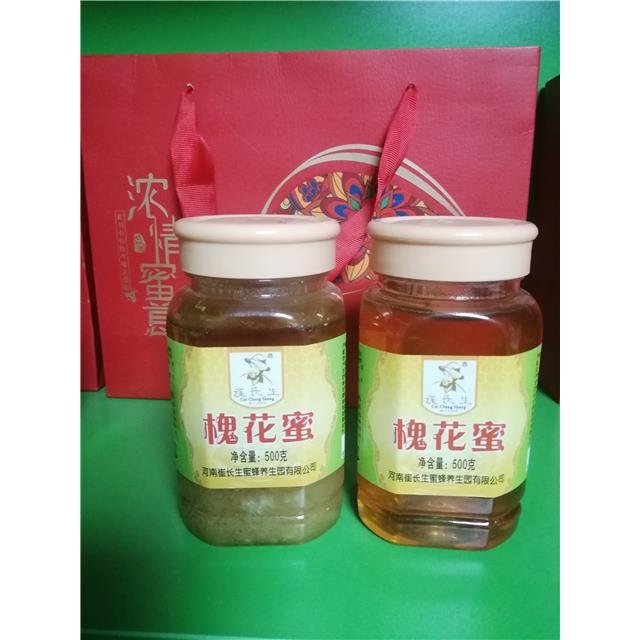 浓情蜜意
崔长生
Cui Chang Sheng
槐花蜜
净含量：500克
河南崔长生蜜蜂养生园有限公司
崔长生
Cui Chang Sheng
槐花蜜
净含量：500克
河南崔长生蜜蜂养生园有限公司